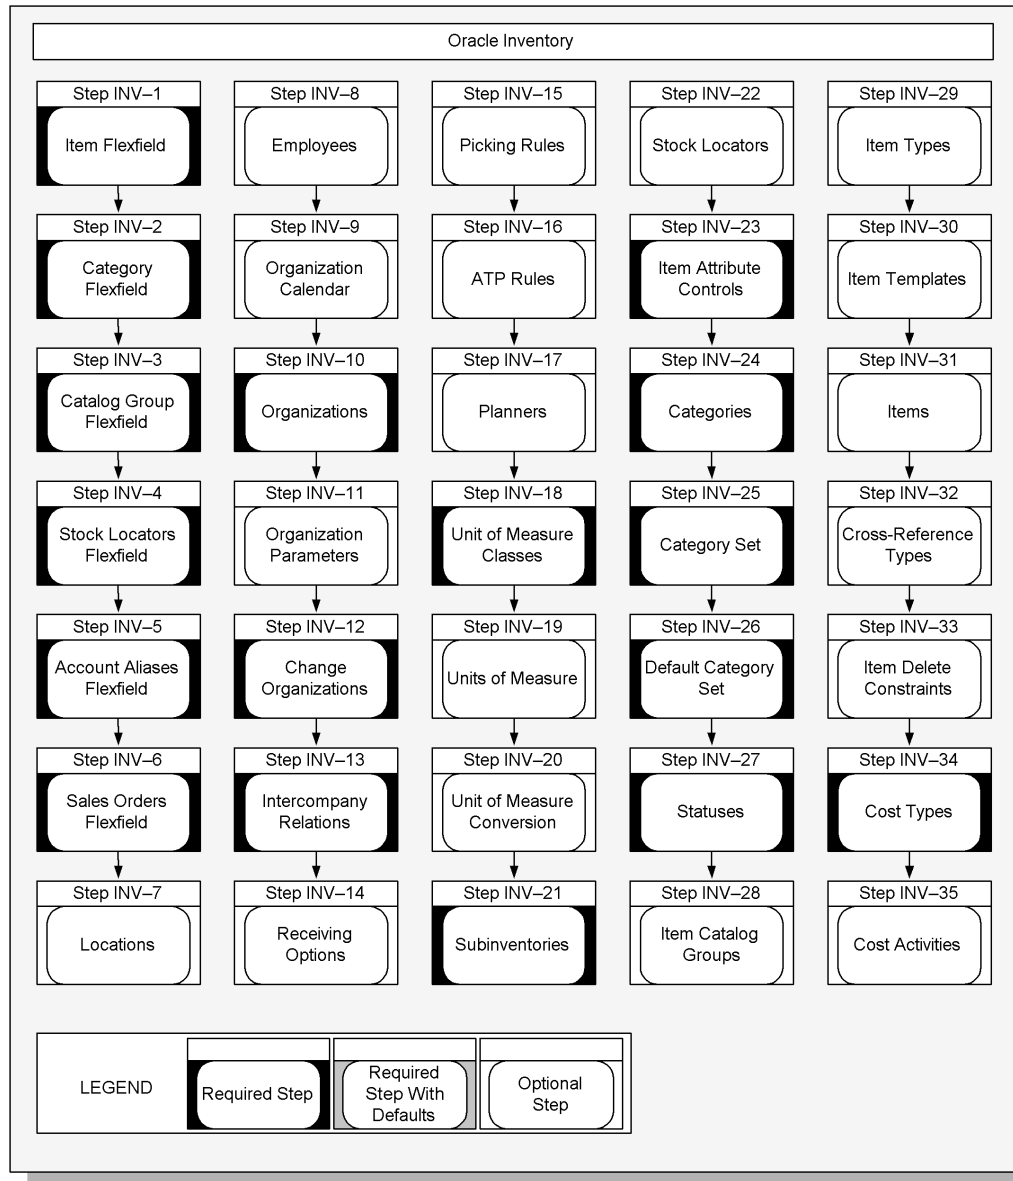 Oracle Inventory
Step INV–1
Item Flexfield
Step INV–2
Category
Flexfield
Step INV–3
Catalog Group
Flexfield
Step INV–4
Stock Locators
Flexfield
Step INV–5
Account Aliases
Flexfield
Step INV–6
Sales Orders
Flexfield
Step INV–7
Locations
Step INV–8
Employees
Step INV–9
Organization
Calendar
Step INV–10
Organizations
Step INV–11
Organization
Parameters
Step INV–12
Change
Organizations
Step INV–13
Intercompany
Relations
Step INV–14
Receiving
Options
Step INV–15
Picking Rules
Step INV–16
ATP Rules
Step INV–17
Planners
Step INV–18
Unit of Measure
Classes
Step INV–19
Units of Measure
Step INV–20
Unit of Measure
Conversion
Step INV–21
Subinventories
Step INV–22
Stock Locators
Step INV–23
Item Attribute
Controls
Step INV–24
Categories
Step INV–25
Category Set
Step INV–26
Default Category
Set
Step INV–27
Statuses
Step INV–28
Item Catalog
Groups
Step INV–29
Item Types
Step INV–30
Item Templates
Step INV–31
Items
Step INV–32
Cross-Reference
Types
Step INV–33
Item Delete
Constraints
Step INV–34
Cost Types
Step INV–35
Cost Activities
LEGEND
Required Step
Required
Step With
Defaults
Optional
Step